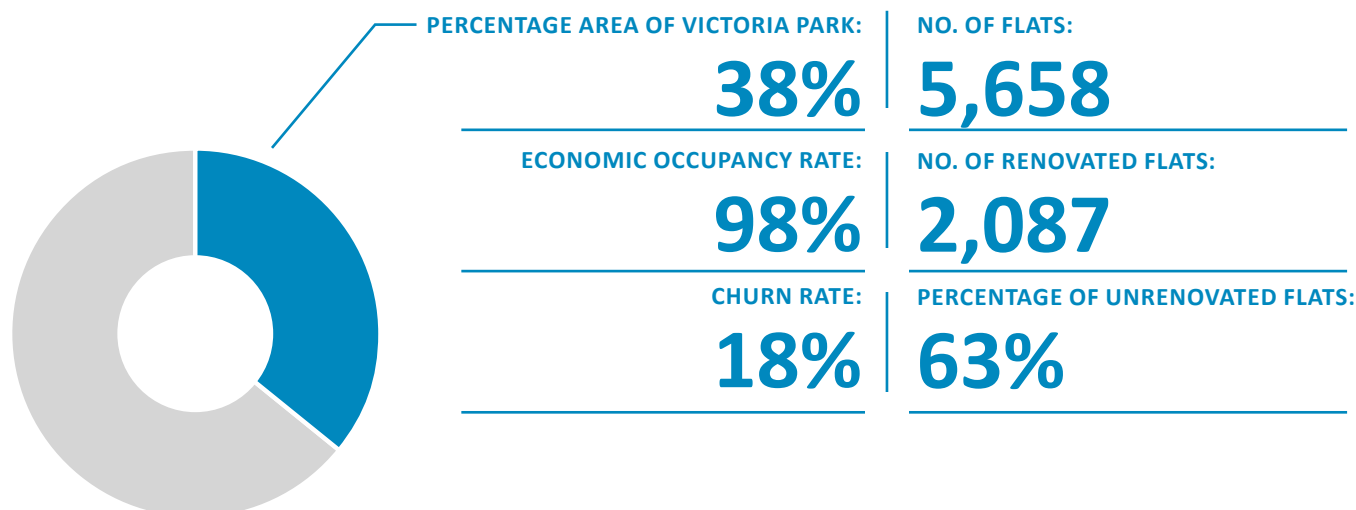 PERCENTAGE AREA OF VICTORIA PARK:
38%
NO. OF FLATS:
5,658
ECONOMIC OCCUPANCY RATE:
98%
NO. OF RENOVATED FLATS:
2,087
CHURN RATE:
18%
PERCENTAGE OF UNRENOVATED FLATS:
63%